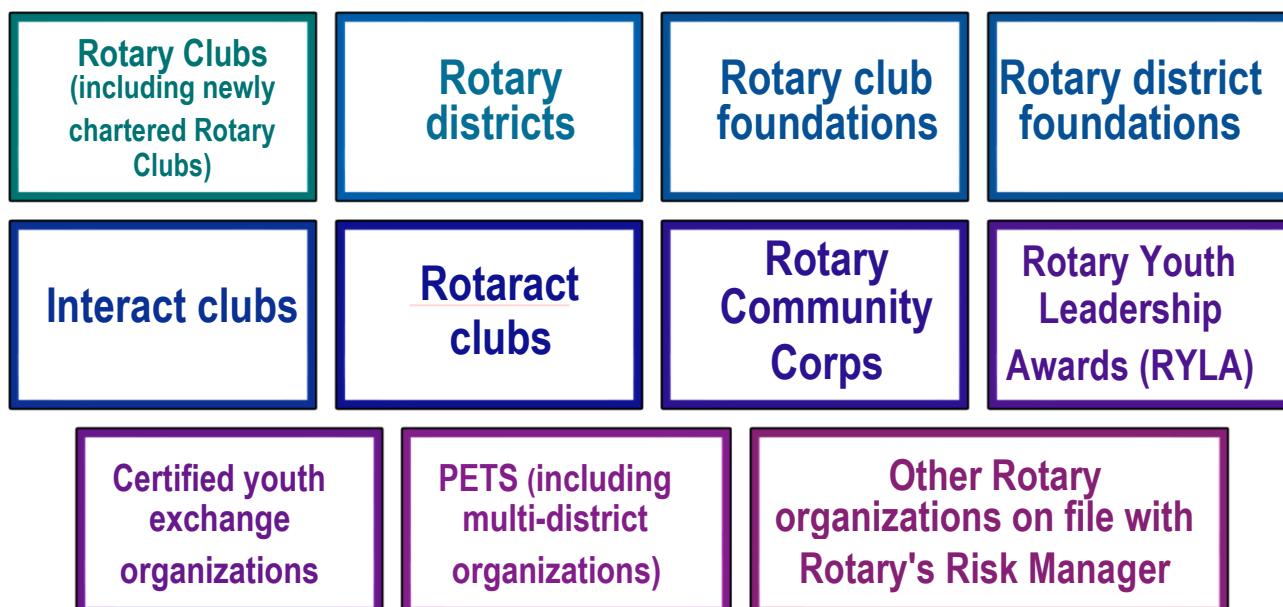 Rotary Clubs
(including newly
chartered Rotary
Clubs)
Rotary
districts
Rotary club
foundations
Rotary district
foundations
Interact clubs
Rotaract
clubs
Rotary
Community
Corps
Rotary Youth
Leadership
Awards (RYLA)
Certified youth
exchange
organizations
PETS (including
multi-district
organizations)
Other Rotary
organizations on file with
Rotary's Risk Manager